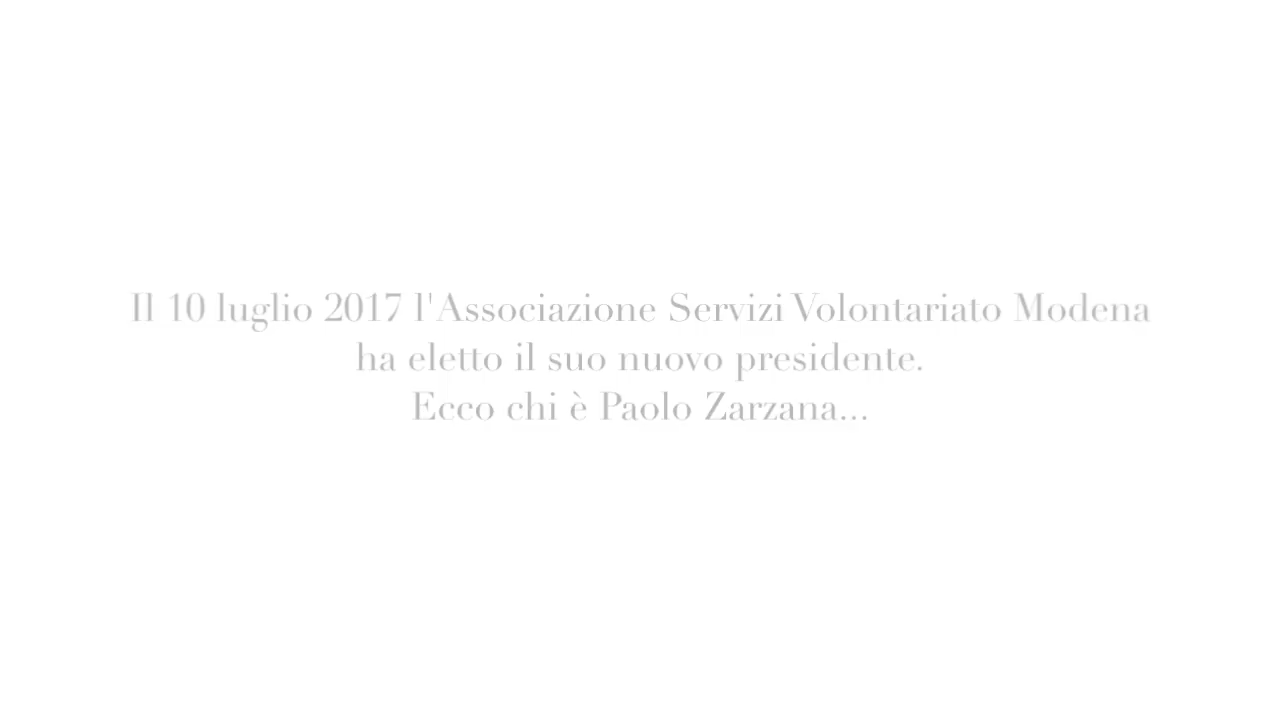 Il 10 luglio 2017 l'Associazione Servizi Volontariato Modena
ha eletto il suo nuovo presidente.
Ecco chi è Paolo Zarzana...